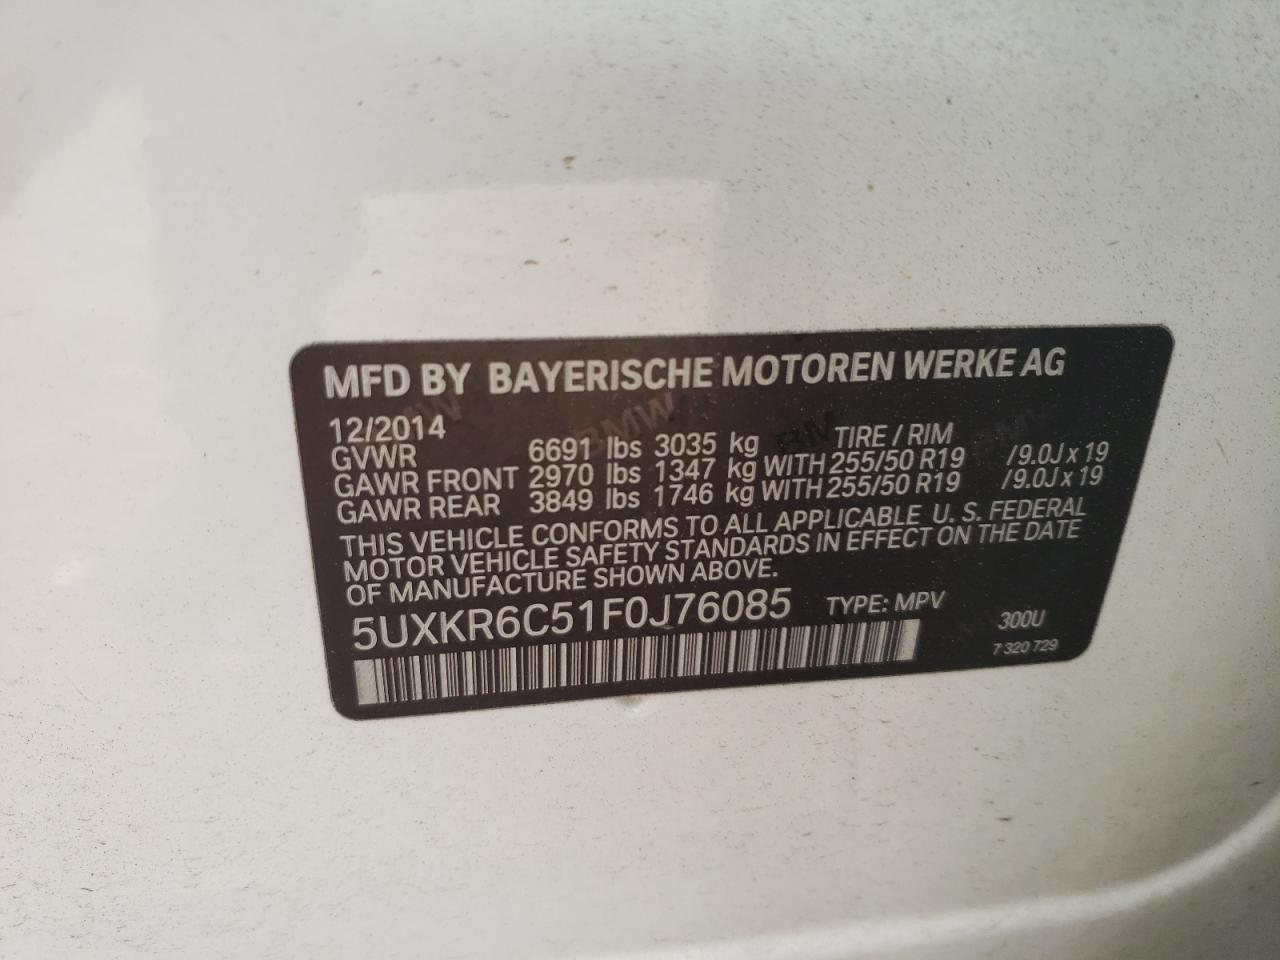 MFD BY BAYERISCHE MOTOREN WERKE AG
12/2014 TIRE / RIM
GVWR 6691 lbs 3035 kg
GAWR FRONT 2970 lbs 1347 kg WITH 255/50 R19 /9.0J x 19
GAWR REAR 3849 lbs 1746 kg WITH 255/50 R19 /9.0J x 19
THIS VEHICLE CONFORMS TO ALL APPLICABLE U. S. FEDERAL
MOTOR VEHICLE SAFETY STANDARDS IN EFFECT ON THE DATE
OF MANUFACTURE SHOWN ABOVE.
5UXKR6C51F0J76085 TYPE: MPV
300U
7 320 729